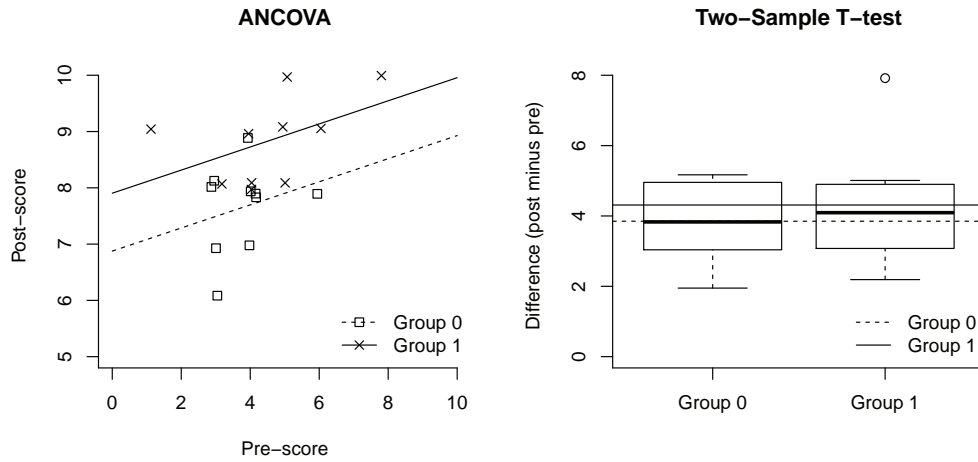 ANCOVA
Post−score
10
9
8
7
6
5
0 2 4 6 8 10
Pre−score
Group 0
Group 1
Two−Sample T−test
Difference (post minus pre)
8
6
4
2
0
Group 0 Group 1
Group 0
Group 1